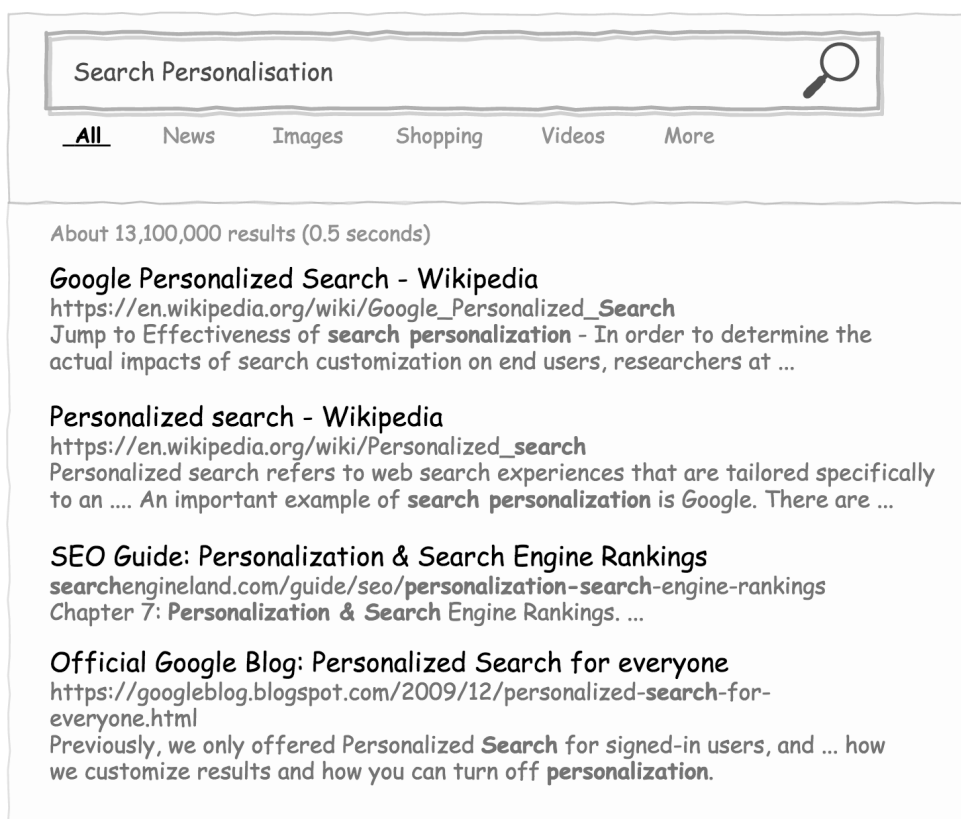 Search Personalisation
All News Images Shopping Videos More
About 13,100,000 results (0.5 seconds)
Google Personalized Search - Wikipedia
https://en.wikipedia.org/wiki/Google_Personalized_Search
Jump to Effectiveness of search personalization - In order to determine the
actual impacts of search customization on end users, researchers at ...
Personalized search - Wikipedia
https://en.wikipedia.org/wiki/Personalized_search
Personalized search refers to web search experiences that are tailored specifically
to an .... An important example of search personalization is Google. There are ...
SEO Guide: Personalization & Search Engine Rankings
searchengineland.com/guide/seo/personalization-search-engine-rankings
Chapter 7: Personalization & Search Engine Rankings. ...
Official Google Blog: Personalized Search for everyone
https://googleblog.blogspot.com/2009/12/personalized-search-for-
everyone.html
Previously, we only offered Personalized Search for signed-in users, and ... how
we customize results and how you can turn off personalization.